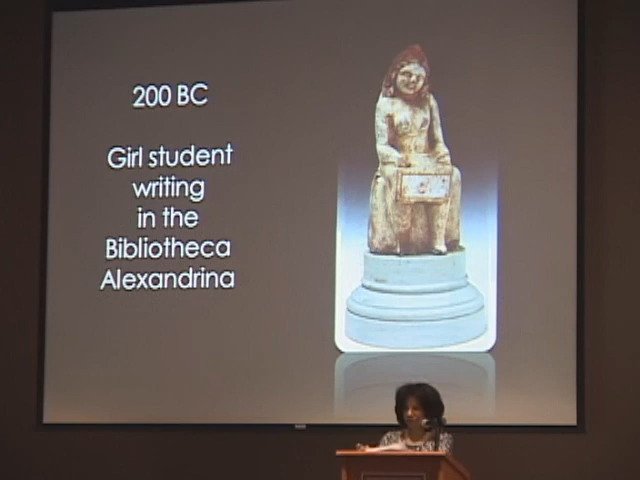 200 BC
Girl student
writing
in the
Bibliotheca
Alexandrina